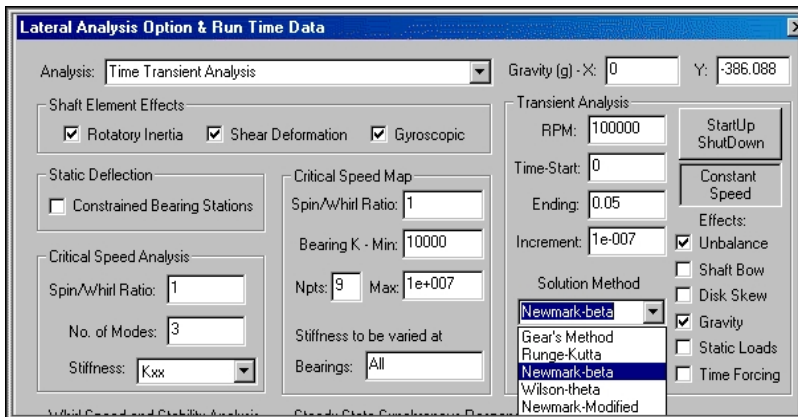 Lateral Analysis Option & Run Time Data
Analysis: Time Transient Analysis
Gravity (g) - X: 0 Y: -386.088
Shaft Element Effects
Rotatory Inertia Shear Deformation Gyroscopic
Static Deflection
Constrained Bearing Stations
Critical Speed Analysis
Spin/Whirl Ratio: 1
No. of Modes: 3
Stiffness: Kxx
Critical Speed Map
Spin/Whirl Ratio: 1
Bearing K - Min: 10000
Npts: 9 Max: 1e+007
Stiffness to be varied at
Bearings: All
Transient Analysis
RPM: 100000
Time-Start: 0
Ending: 0.05
Increment: 1e-007
Solution Method
Newmark-beta
Gear's Method
Runge-Kutta
Newmark-beta
Wilson-theta
Newmark-Modified
StartUp
ShutDown
Constant
Speed
Effects:
Unbalance
Shaft Bow
Disk Skew
Gravity
Static Loads
Time Forcing
Whirl Speed and Stability Analysis